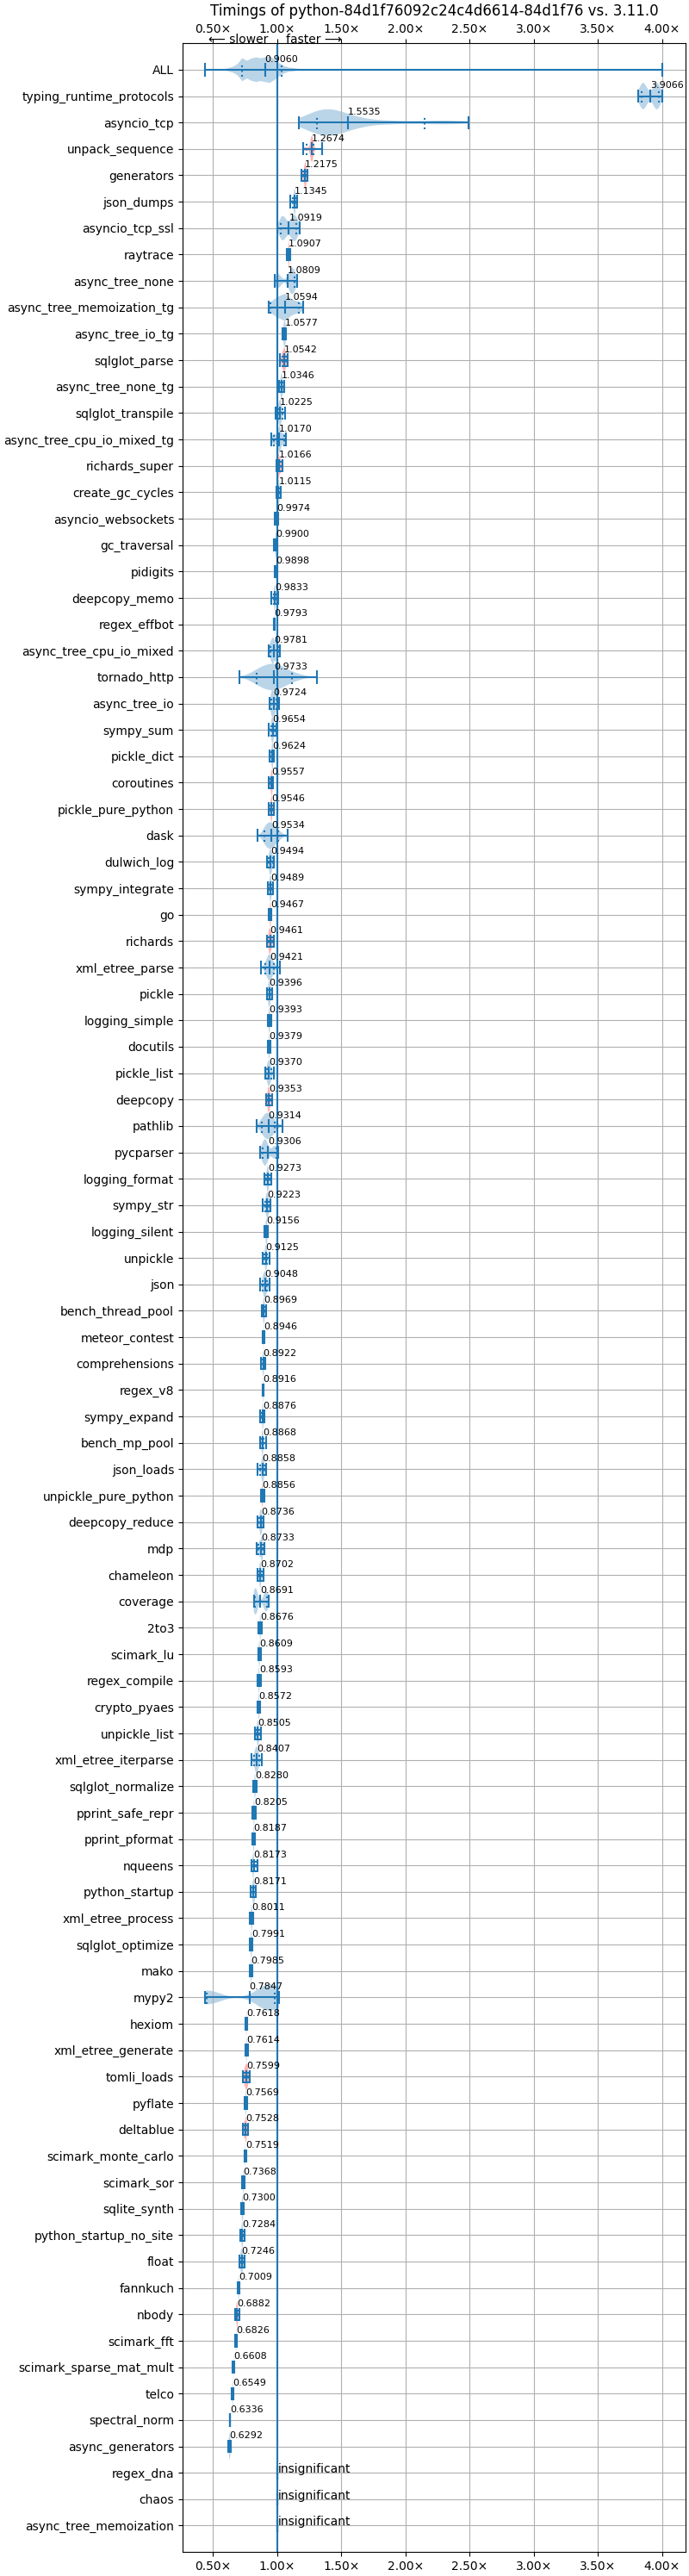 Timings of python-84d1f76092c24c4d6614-84d1f76 vs. 3.11.0
0.50× 1.00× 1.50× 2.00× 2.50× 3.00× 3.50× 4.00×
⟵ slower faster ⟶
ALL 0.9060
typing_runtime_protocols 3.9066
asyncio_tcp 1.5535
unpack_sequence 1.2674
generators 1.2175
json_dumps 1.1345
asyncio_tcp_ssl 1.0919
raytrace 1.0907
async_tree_none 1.0809
async_tree_memoization_tg 1.0594
async_tree_io_tg 1.0577
sqlglot_parse 1.0542
async_tree_none_tg 1.0346
sqlglot_transpile 1.0225
async_tree_cpu_io_mixed_tg 1.0170
richards_super 1.0166
create_gc_cycles 1.0115
asyncio_websockets 0.9974
gc_traversal 0.9900
pidigits 0.9898
deepcopy_memo 0.9833
regex_effbot 0.9793
async_tree_cpu_io_mixed 0.9781
tornado_http 0.9733
async_tree_io 0.9724
sympy_sum 0.9654
pickle_dict 0.9624
coroutines 0.9557
pickle_pure_python 0.9546
dask 0.9534
dulwich_log 0.9494
sympy_integrate 0.9489
go 0.9467
richards 0.9461
xml_etree_parse 0.9421
pickle 0.9396
logging_simple 0.9393
docutils 0.9379
pickle_list 0.9370
deepcopy 0.9353
pathlib 0.9314
pycparser 0.9306
logging_format 0.9273
sympy_str 0.9223
logging_silent 0.9156
unpickle 0.9125
json 0.9048
bench_thread_pool 0.8969
meteor_contest 0.8946
comprehensions 0.8922
regex_v8 0.8916
sympy_expand 0.8876
bench_mp_pool 0.8868
json_loads 0.8858
unpickle_pure_python 0.8856
deepcopy_reduce 0.8736
mdp 0.8733
chameleon 0.8702
coverage 0.8691
2to3 0.8676
scimark_lu 0.8609
regex_compile 0.8593
crypto_pyaes 0.8572
unpickle_list 0.8505
xml_etree_iterparse 0.8407
sqlglot_normalize 0.8280
pprint_safe_repr 0.8205
pprint_pformat 0.8187
nqueens 0.8173
python_startup 0.8171
xml_etree_process 0.8011
sqlglot_optimize 0.7991
mako 0.7985
mypy2 0.7847
hexiom 0.7618
xml_etree_generate 0.7614
tomli_loads 0.7599
pyflate 0.7569
deltablue 0.7528
scimark_monte_carlo 0.7519
scimark_sor 0.7368
sqlite_synth 0.7300
python_startup_no_site 0.7284
float 0.7246
fannkuch 0.7009
nbody 0.6882
scimark_fft 0.6826
scimark_sparse_mat_mult 0.6608
telco 0.6549
spectral_norm 0.6336
async_generators 0.6292
regex_dna insignificant
chaos insignificant
async_tree_memoization insignificant
0.50× 1.00× 1.50× 2.00× 2.50× 3.00× 3.50× 4.00×